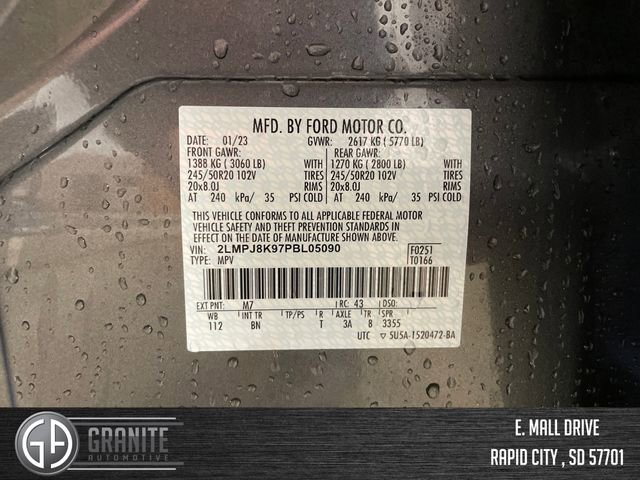 MFD. BY FORD MOTOR CO.
DATE: 01/23 GVWR: 2617 KG ( 5770 LB)
FRONT GAWR: REAR GAWR:
1388 KG ( 3060 LB) WITH 1270 KG ( 2800 LB) WITH
245/50R20 102V TIRES 245/50R20 102V TIRES
20x8.0J RIMS 20x8.0J RIMS
AT 240 kPa/ 35 PSI COLD AT 240 kPa/ 35 PSI COLD
THIS VEHICLE CONFORMS TO ALL APPLICABLE FEDERAL MOTOR
VEHICLE SAFETY AND THEFT PREVENTION STANDARDS
IN EFFECT ON THE DATE OF MANUFACTURE SHOWN ABOVE.
VIN: 2LMPJ8K97PBL05090 F0251
TYPE: MPV T0166
EXT PNT: M7 RC: 43 DSO:
WB INT TR TP/PS R AXLE TR SPR
112 BN T 3A 8 3355
UTC ▽ 5U5A-1520472-BA
GA GRANITE
AUTOMOTIVE
E. MALL DRIVE
RAPID CITY , SD 57701